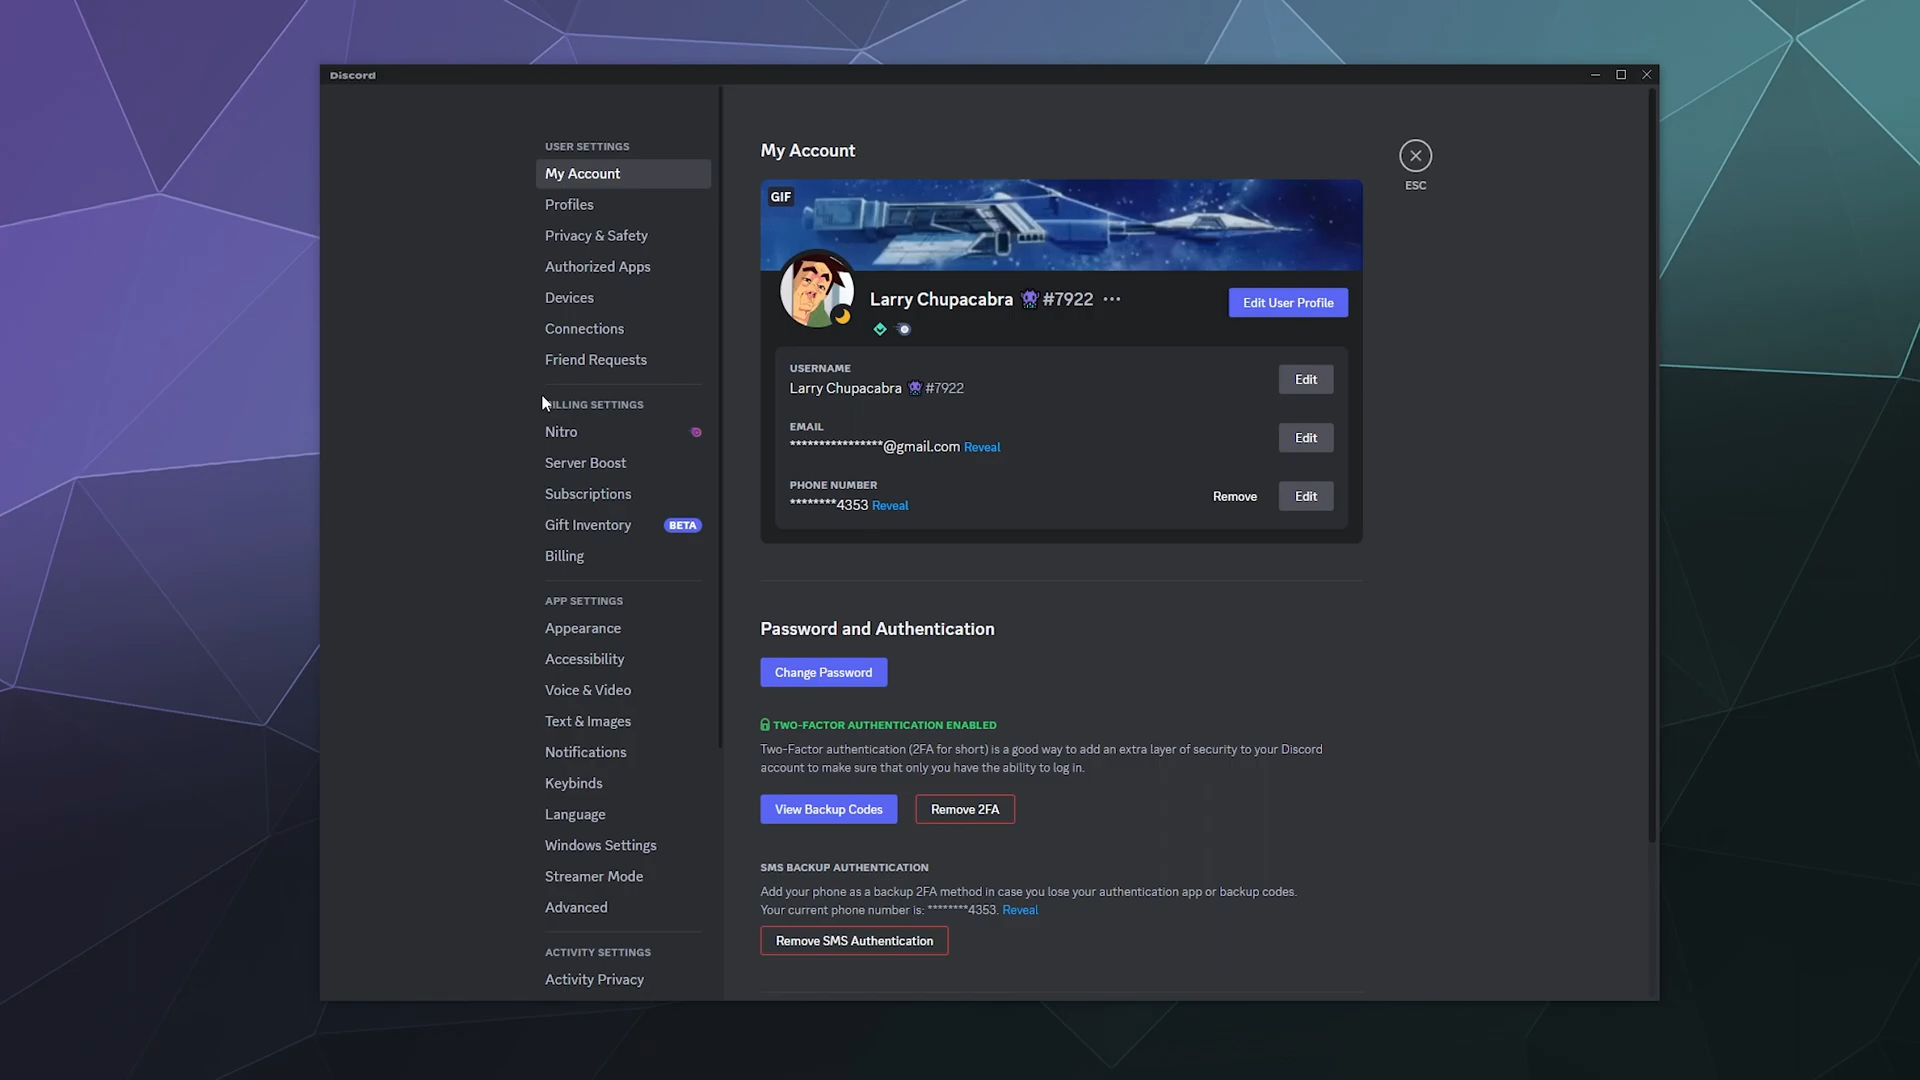 Discord
USER SETTINGS
My Account
Profiles
Privacy & Safety
Authorized Apps
Devices
Connections
Friend Requests
BILLING SETTINGS
Nitro
Server Boost
Subscriptions
Gift Inventory BETA
Billing
APP SETTINGS
Appearance
Accessibility
Voice & Video
Text & Images
Notifications
Keybinds
Language
Windows Settings
Streamer Mode
Advanced
ACTIVITY SETTINGS
Activity Privacy
My Account
ESC
GIF
Larry Chupacabra 👾#7922 ···
Edit User Profile
USERNAME
Larry Chupacabra 👾#7922
Edit
EMAIL
****************@gmail.com Reveal
Edit
PHONE NUMBER
********4353 Reveal
Remove
Edit
Password and Authentication
Change Password
TWO-FACTOR AUTHENTICATION ENABLED
Two-Factor authentication (2FA for short) is a good way to add an extra layer of security to your Discord
account to make sure that only you have the ability to log in.
View Backup Codes
Remove 2FA
SMS BACKUP AUTHENTICATION
Add your phone as a backup 2FA method in case you lose your authentication app or backup codes.
Your current phone number is: ********4353. Reveal
Remove SMS Authentication